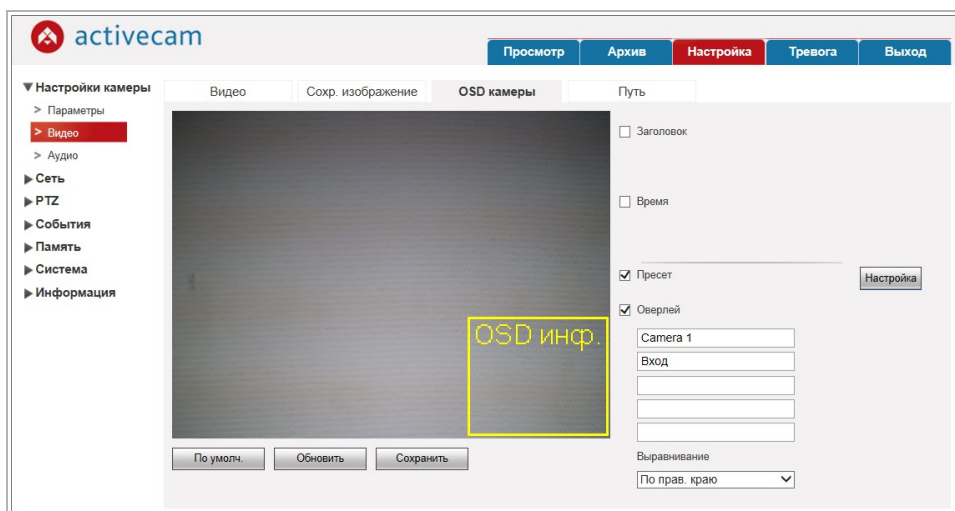 activecam
Просмотр Архив Настройка Тревога Выход
Настройки камеры
> Параметры
> Видео
> Аудио
Сеть
PTZ
События
Память
Система
Информация
Видео Сохр. изображение OSD камеры Путь
OSD инф.
По умолч. Обновить Сохранить
Заголовок
Время
Пресет Настройка
Оверлей
Camera 1
Вход
Выравнивание
По прав. краю